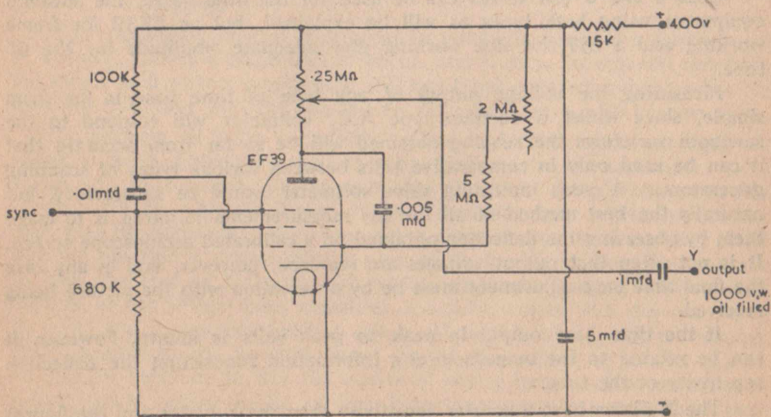 +
400v
15K
100K
.25MΩ
2 MΩ
EF39
5
MΩ
.01mfd
sync
.005
mfd
680K
Y
output
.1mfd
1000 v.w.
oil filled
.5mfd
-